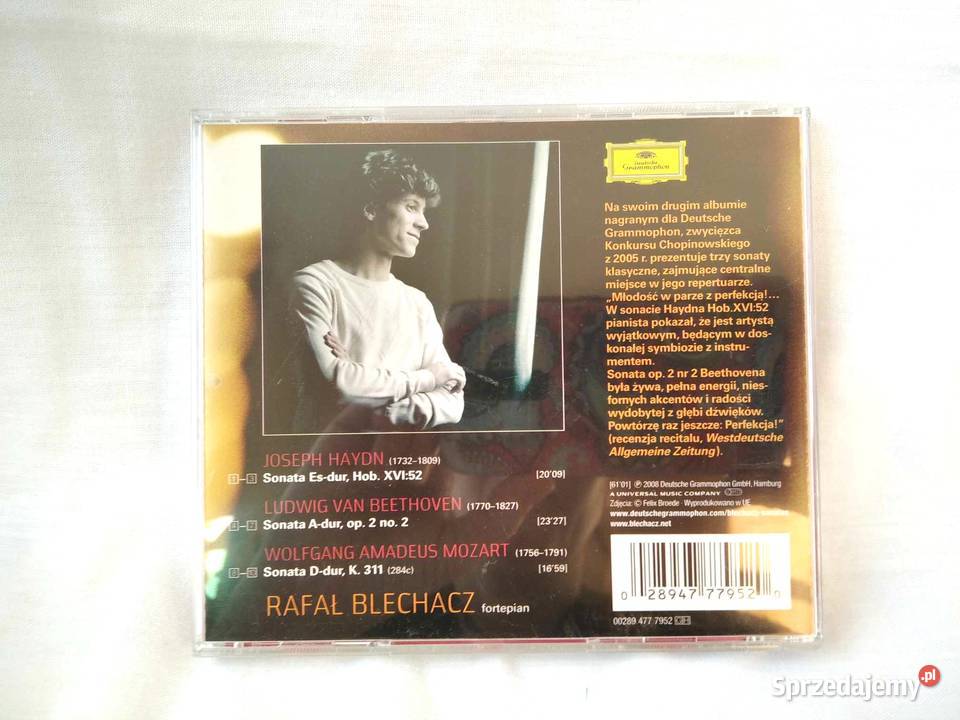 Deutsche
Grammophon
Na swoim drugim albumie
nagranym dla Deutsche
Grammophon, zwycięzca
Konkursu Chopinowskiego
z 2005 r. prezentuje trzy sonaty
klasyczne, zajmujące centralne
miejsce w jego repertuarze.
„Młodość w parze z perfekcją!...
W sonacie Haydna Hob.XVI:52
pianista pokazał, że jest artystą
wyjątkowym, będącym w dos-
konałej symbiozie z instru-
mentem.
Sonata op. 2 nr 2 Beethovena
była żywa, pełna energii, nies-
fornych akcentów i radości
wydobytej z głębi dźwięków.
Powtórzę raz jeszcze: Perfekcja!"
(recenzja recitalu, Westdeutsche
Allgemeine Zeitung).
JOSEPH HAYDN (1732–1809)
1–3 Sonata Es-dur, Hob. XVI:52 [20'09]
LUDWIG VAN BEETHOVEN (1770–1827)
4–7 Sonata A-dur, op. 2 no. 2 [23'27]
WOLFGANG AMADEUS MOZART (1756–1791)
8–10 Sonata D-dur, K. 311 (284c) [16'59]
RAFAŁ BLECHACZ fortepian
[61'01] ℗ 2008 Deutsche Grammophon GmbH, Hamburg
A UNIVERSAL MUSIC COMPANY
Zdjęcia: © Felix Broede · Wyprodukowano w UE
www.deutschegrammophon.com/
www.blechacz.net
0 28947 77952 0
00289 477 7952 GH
Sprzedajemy.pl